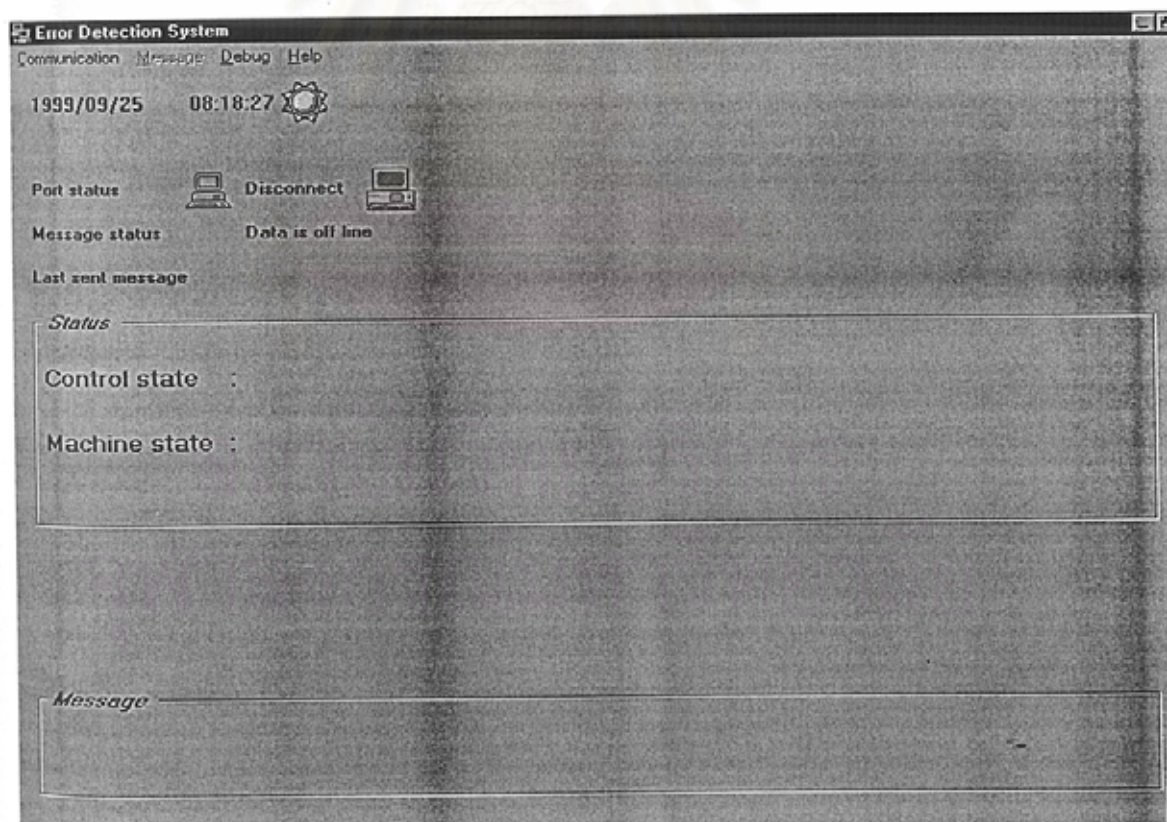 Error Detection System
Communication Message Debug Help
1999/09/25 08:18:27
Port status Disconnect
Message status Data is off line
Last sent message
Status
Control state :
Machine state :
Message